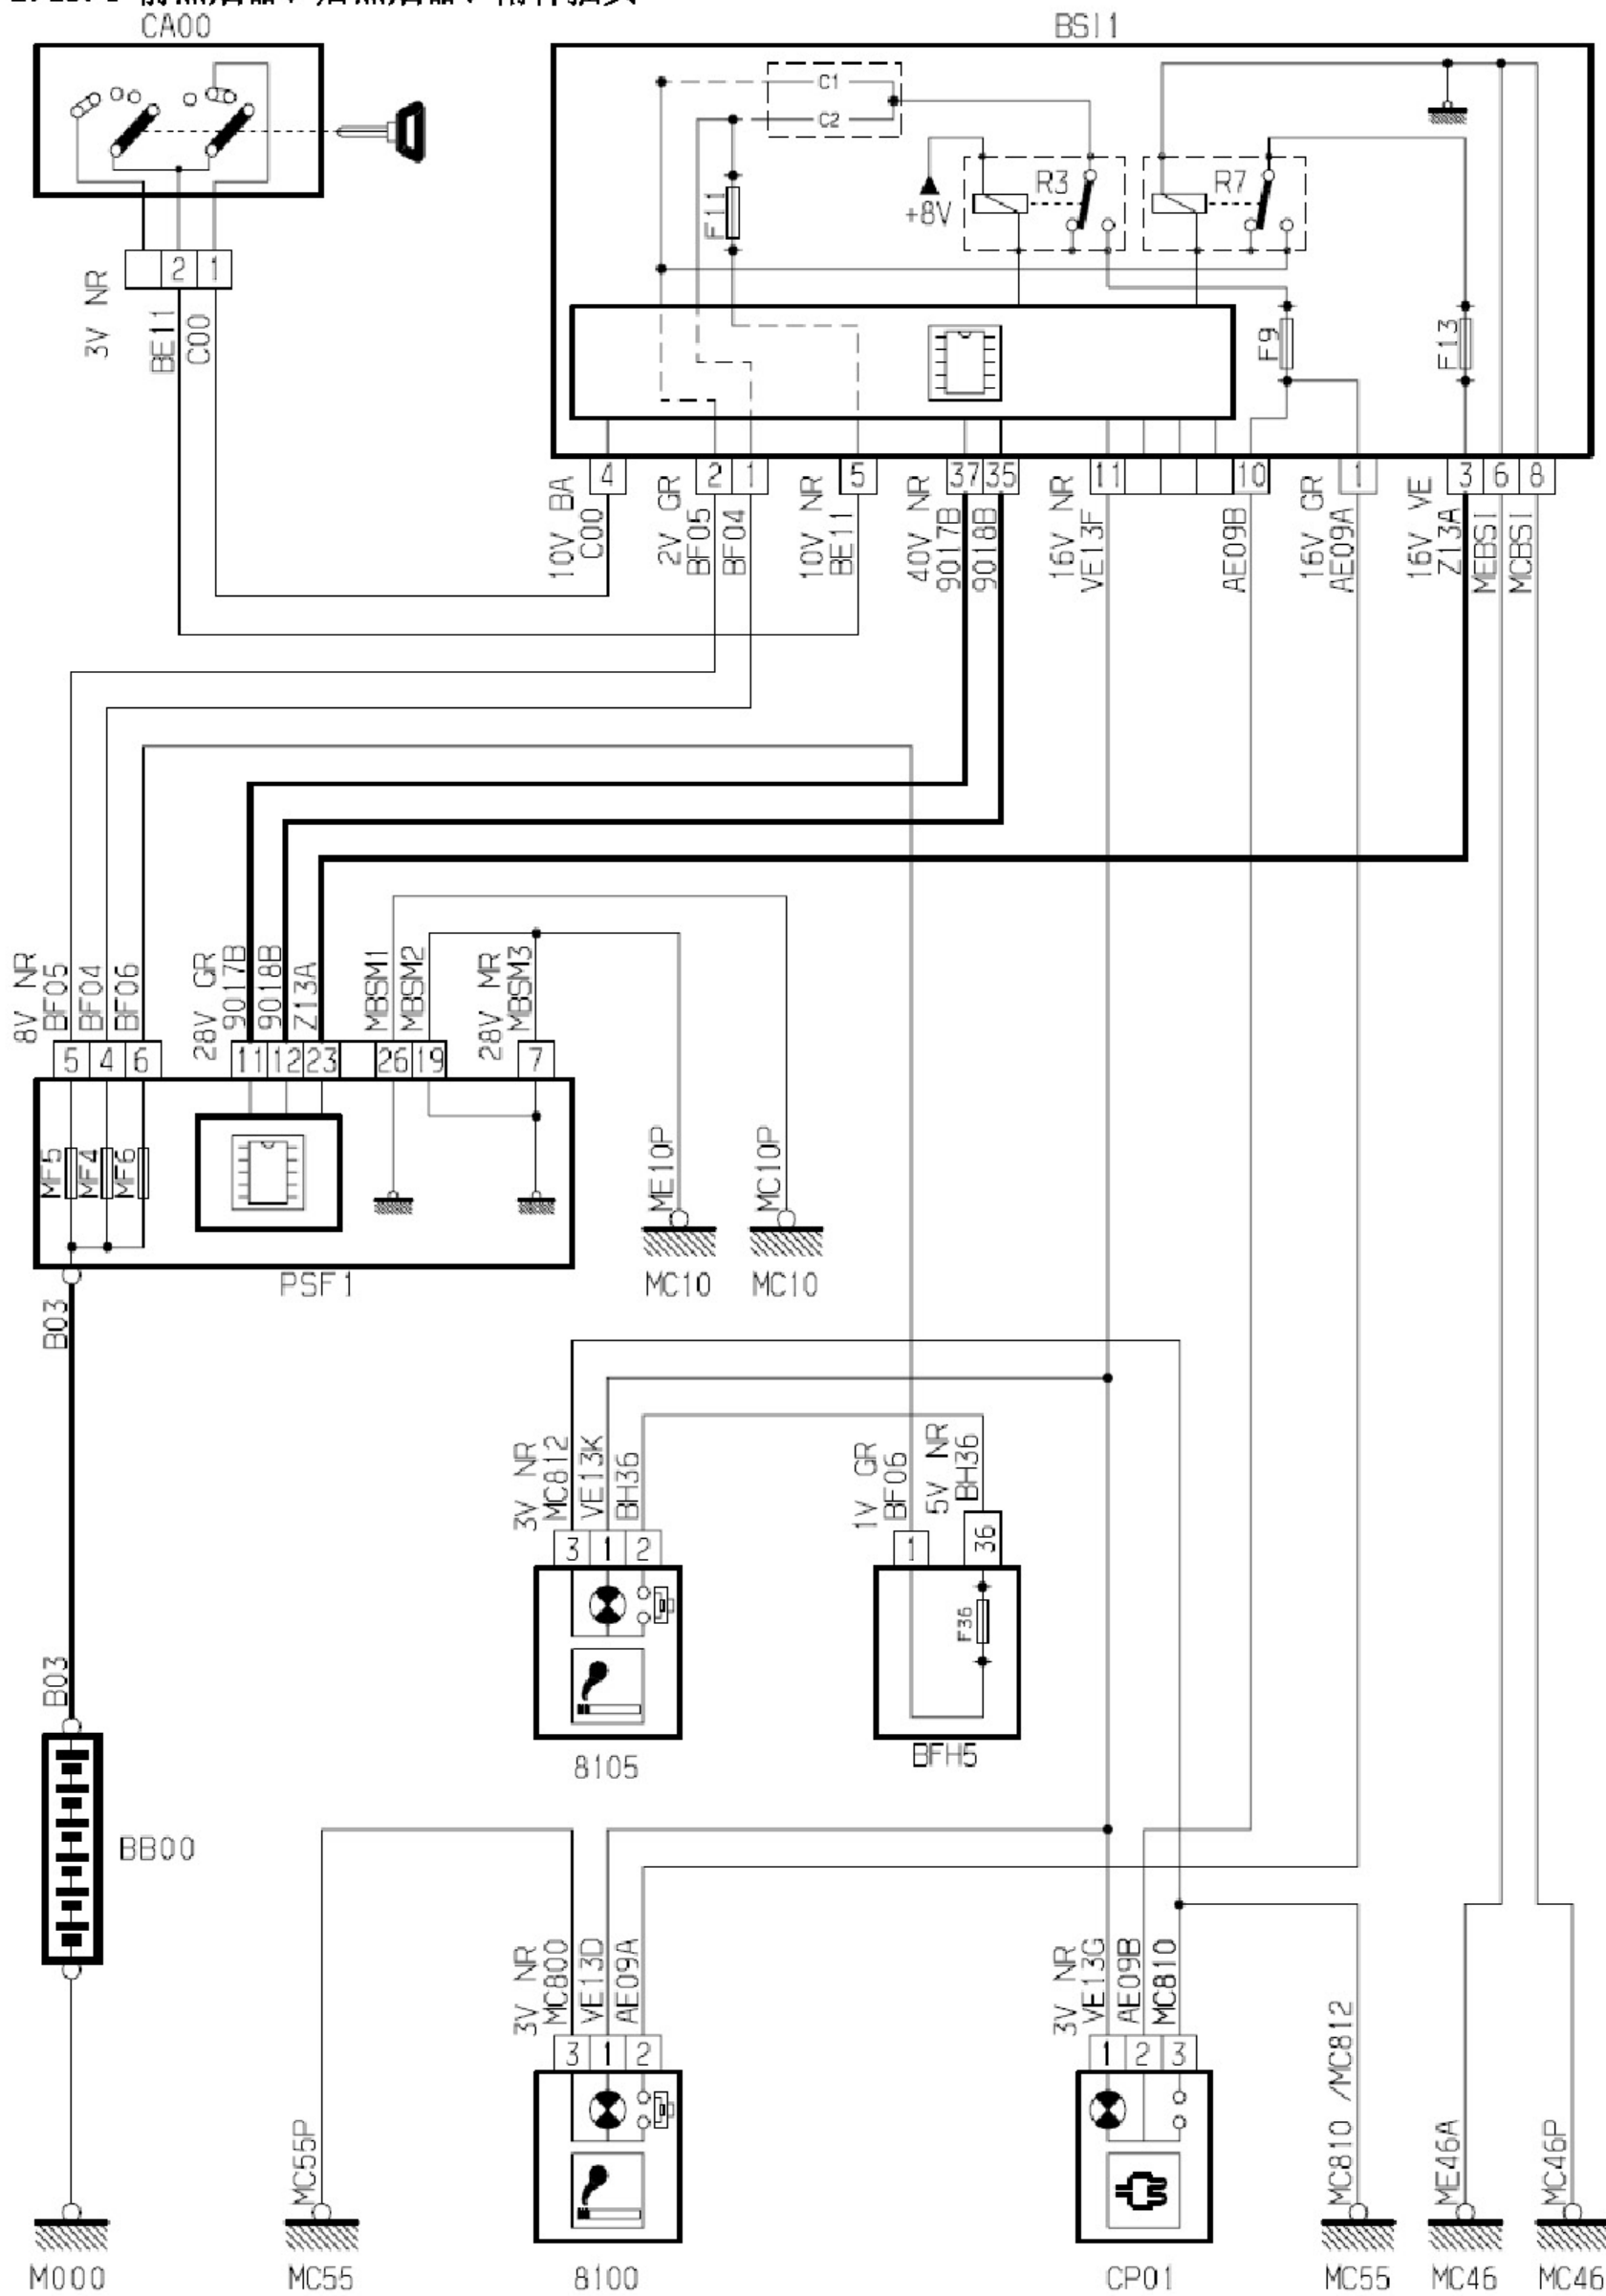 CA00
BSI1
C1
C2
R3
R7
+8V
F11
F9
F13
2
1
3V NR
BE11
C00
4
2
1
5
37
35
11
10
1
3
6
8
10V BA
C00
2V GR
BF05
BF04
10V NR
BE11
40V NR
9017B
9018B
16V NR
VE13F
AE09B
16V GR
AE09A
16V VE
Z13A
MEBSI
MCBSI
8V NR
BF05
BF04
BF06
28V GR
9017B
9018B
Z13A
MBSM1
MBSM2
28V MR
MBSM3
5
4
6
11
12
23
26
19
7
MF5
MF4
MF6
PSF1
ME10P
MC10P
MC10
MC10
B03
3V NR
MC812
VE13K
BH36
1V GR
BF06
5V NR
BH36
3
1
2
1
36
F36
8105
BFH5
B03
BB00
3V NR
MC800
VE13D
AE09A
3V NR
VE13G
AE09B
MC810
3
1
2
1
2
3
MC55P
MC810 /MC812
ME46A
MC46P
M000
MC55
8100
CP01
MC55
MC46
MC46